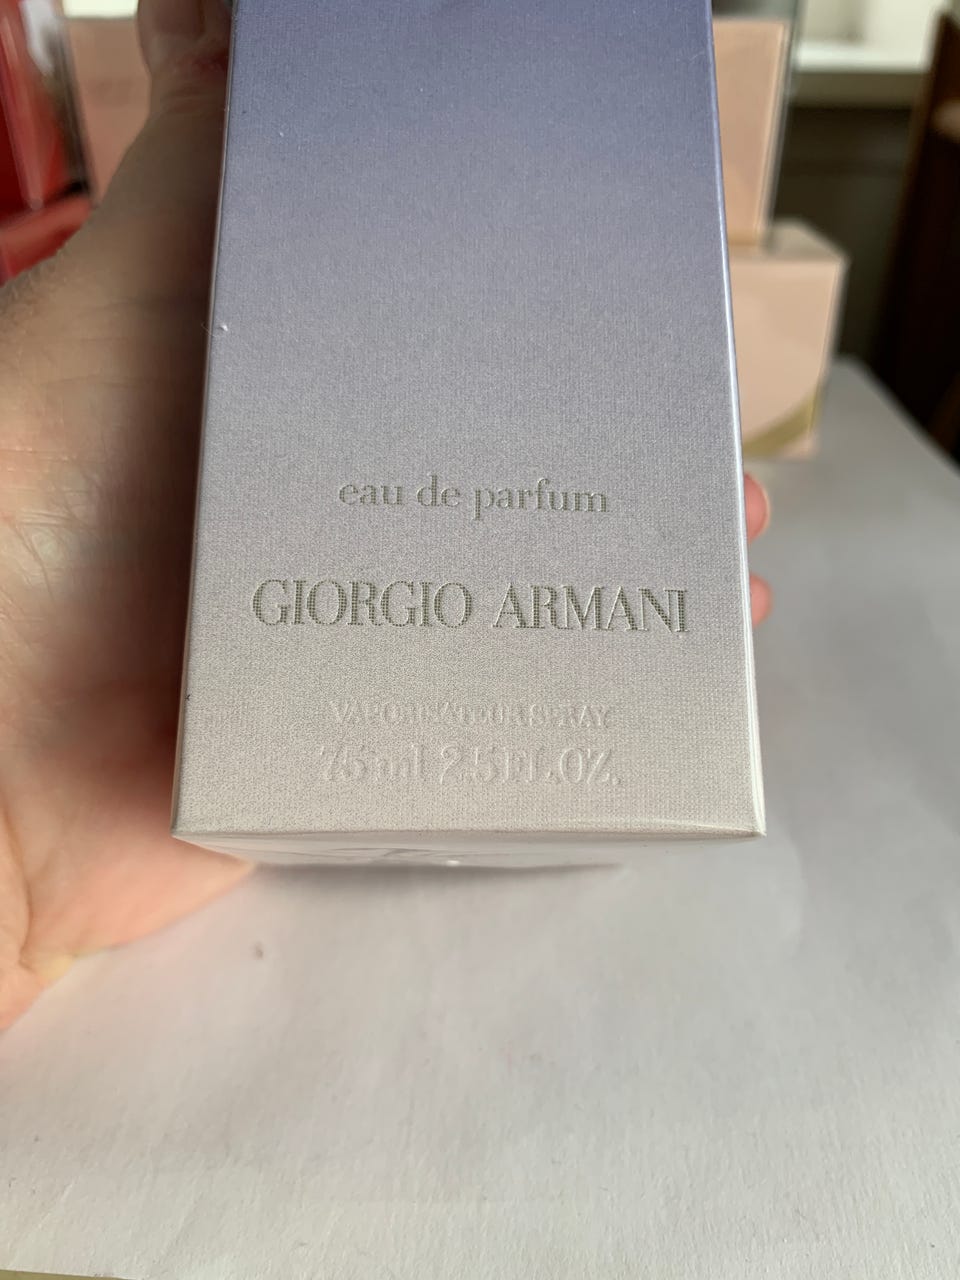 eau de parfum
GIORGIO ARMANI
VAPORISATEUR SPRAY
75 ml 2.5 FL.OZ.